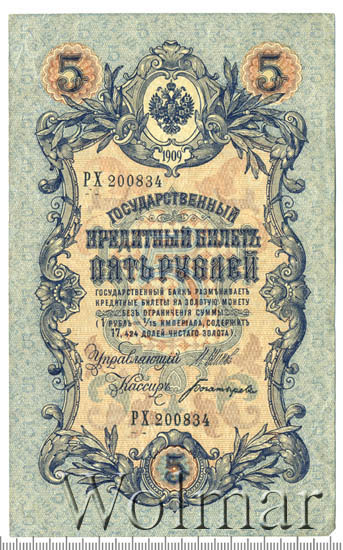 5 5
1909
РХ 200834
ГОСУДАРСТВЕННЫЙ
КРЕДИТНЫЙ БИЛЕТЪ
ПЯТЬ РУБЛЕЙ
ГОСУДАРСТВЕННЫЙ БАНКЪ РАЗМѢНИВАЕТЪ
КРЕДИТНЫЕ БИЛЕТЫ НА ЗОЛОТУЮ МОНЕТУ
БЕЗЪ ОГРАНИЧЕНІЯ СУММЫ
(1 РУБЛЬ = 1/15 ИМПЕРІАЛА, СОДЕРЖИТЪ
17,424 ДОЛЕЙ ЧИСТАГО ЗОЛОТА)
Управляющій
Кассиръ Богатырев
РХ 200834
5
Wolmar